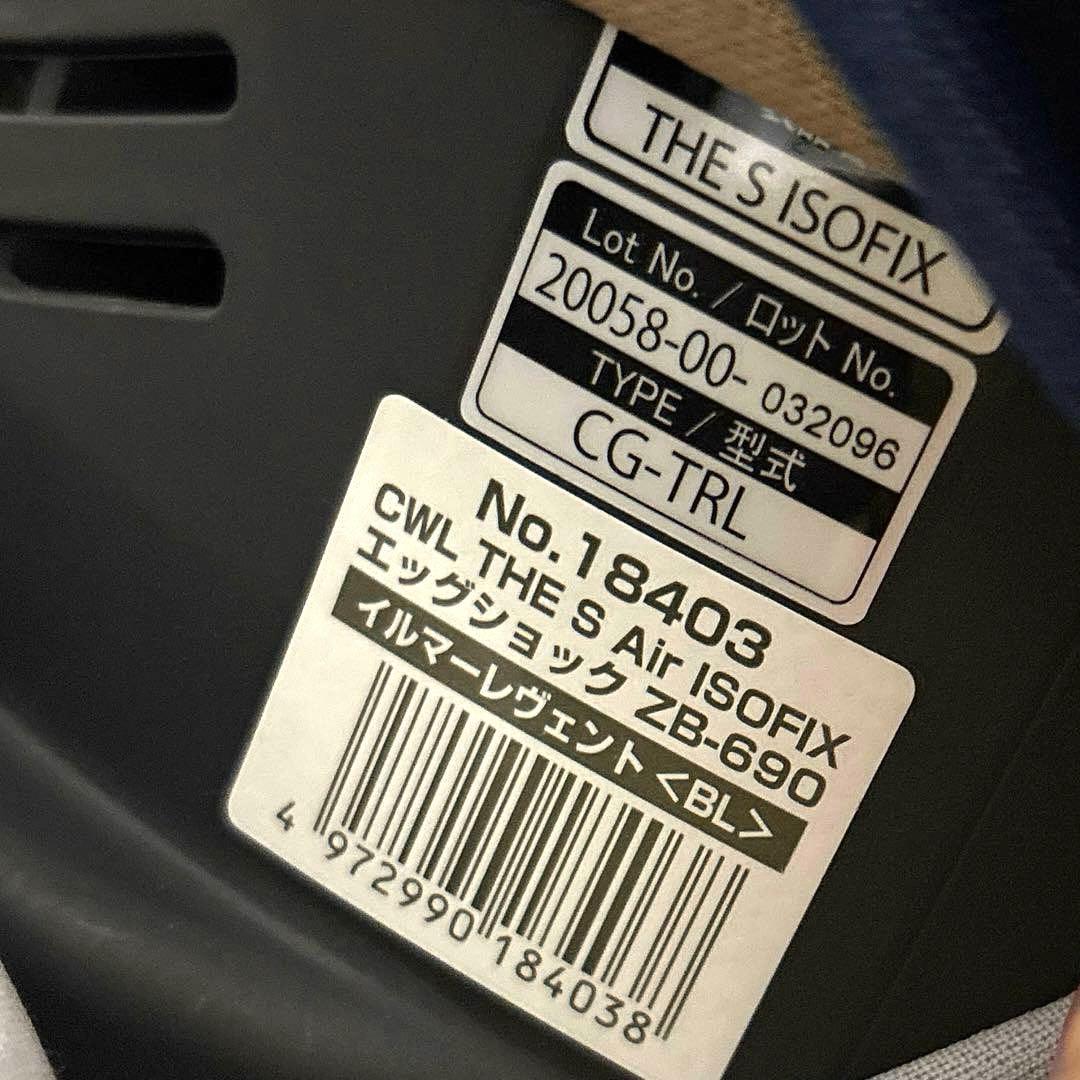 THE S ISOFIX
Lot No. / ロット No.
20058-00- 032096
TYPE / 型式
CG-TRL
No.18403
CWL THE S Air ISOFIX
エッグショック ZB-690
イルマーレヴェント <BL>
4 972990 184038